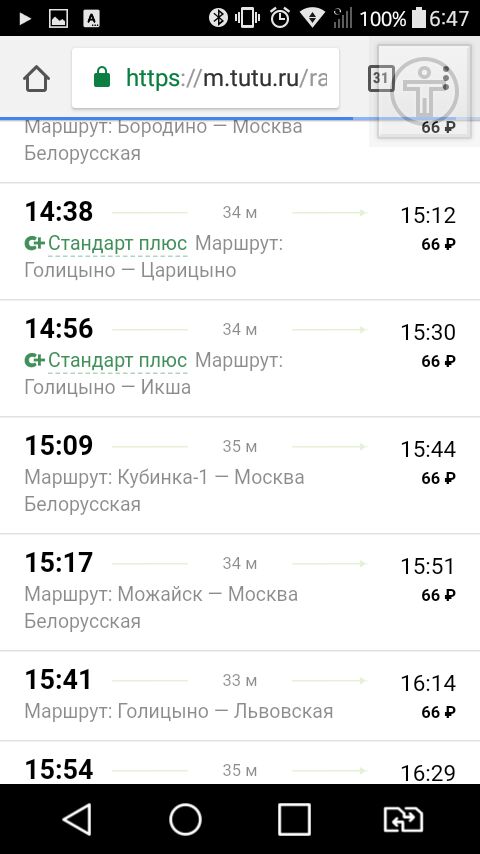 A
100%
6:47
https://m.tutu.ru/ra
31
Маршрут: Бородино — Москва
66 ₽
Белорусская
14:38
34 м
15:12
C+ Стандарт плюс Маршрут:
66 ₽
Голицыно — Царицыно
14:56
34 м
15:30
C+ Стандарт плюс Маршрут:
66 ₽
Голицыно — Икша
15:09
35 м
15:44
Маршрут: Кубинка-1 — Москва
66 ₽
Белорусская
15:17
34 м
15:51
Маршрут: Можайск — Москва
66 ₽
Белорусская
15:41
33 м
16:14
Маршрут: Голицыно — Львовская
66 ₽
15:54
35 м
16:29